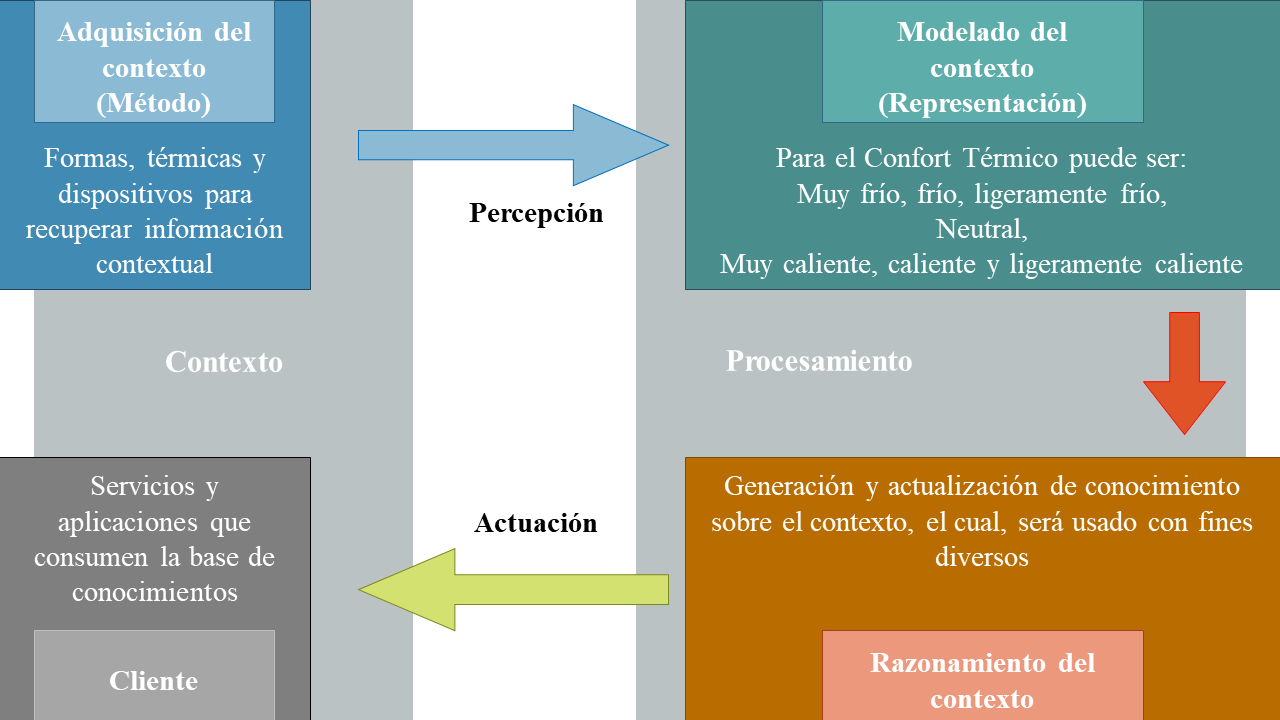 Adquisición del
contexto
(Método)
Formas, térmicas y
dispositivos para
recuperar información
contextual
Percepción
Modelado del
contexto
(Representación)
Para el Confort Térmico puede ser:
Muy frío, frío, ligeramente frío,
Neutral,
Muy caliente, caliente y ligeramente caliente
Contexto
Procesamiento
Servicios y
aplicaciones que
consumen la base de
conocimientos
Cliente
Actuación
Generación y actualización de conocimiento
sobre el contexto, el cual, será usado con fines
diversos
Razonamiento del
contexto